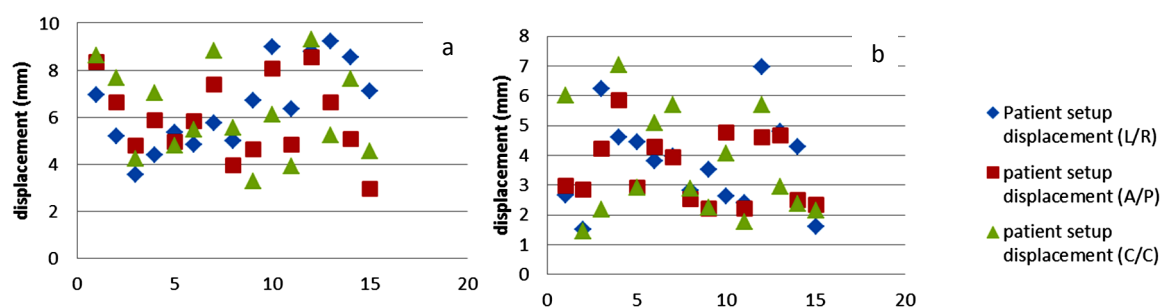 a
displacement (mm)
10
8
6
4
2
0
0 5 10 15 20
b
displacement (mm)
8
7
6
5
4
3
2
1
0
0 5 10 15 20
Patient setup
displacement (L/R)
patient setup
displacement (A/P)
patient setup
displacement (C/C)